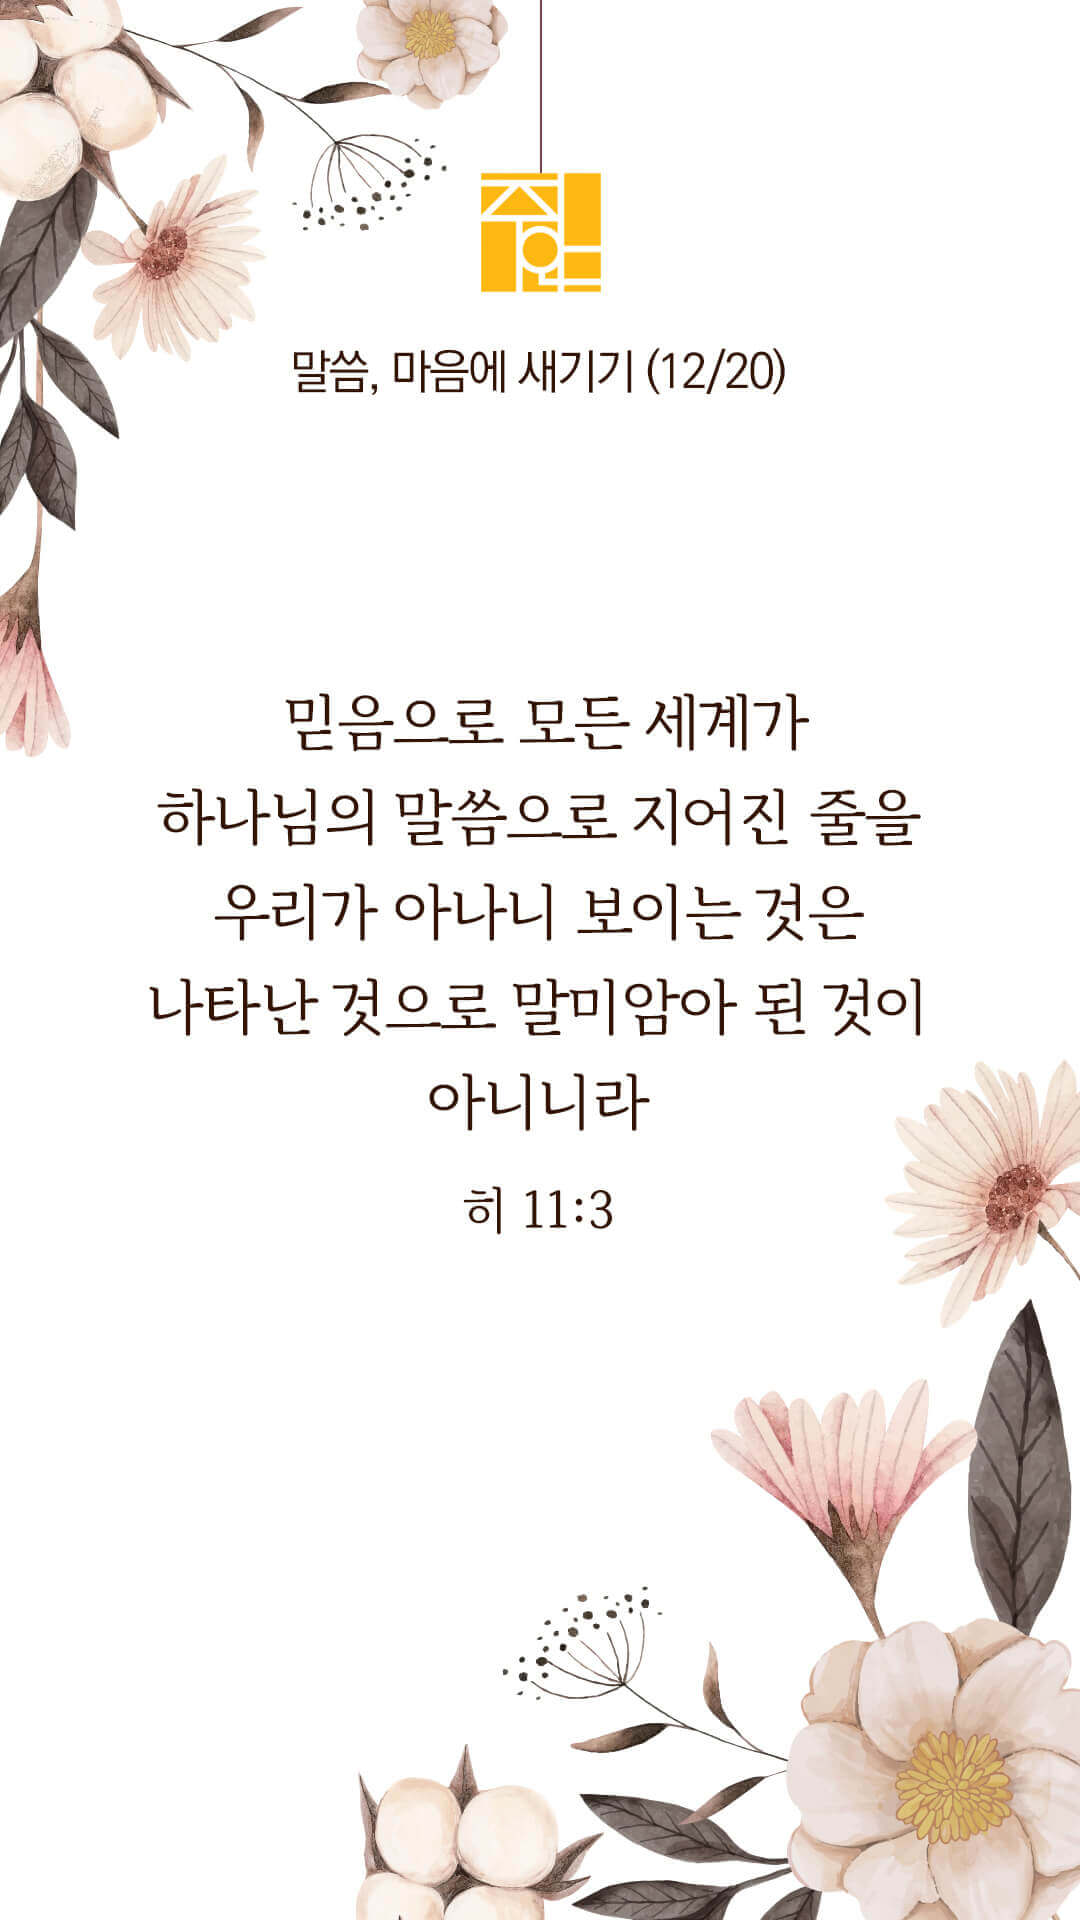 주안
말씀, 마음에 새기기 (12/20)
믿음으로 모든 세계가
하나님의 말씀으로 지어진 줄을
우리가 아나니 보이는 것은
나타난 것으로 말미암아 된 것이
아니니라
히 11:3